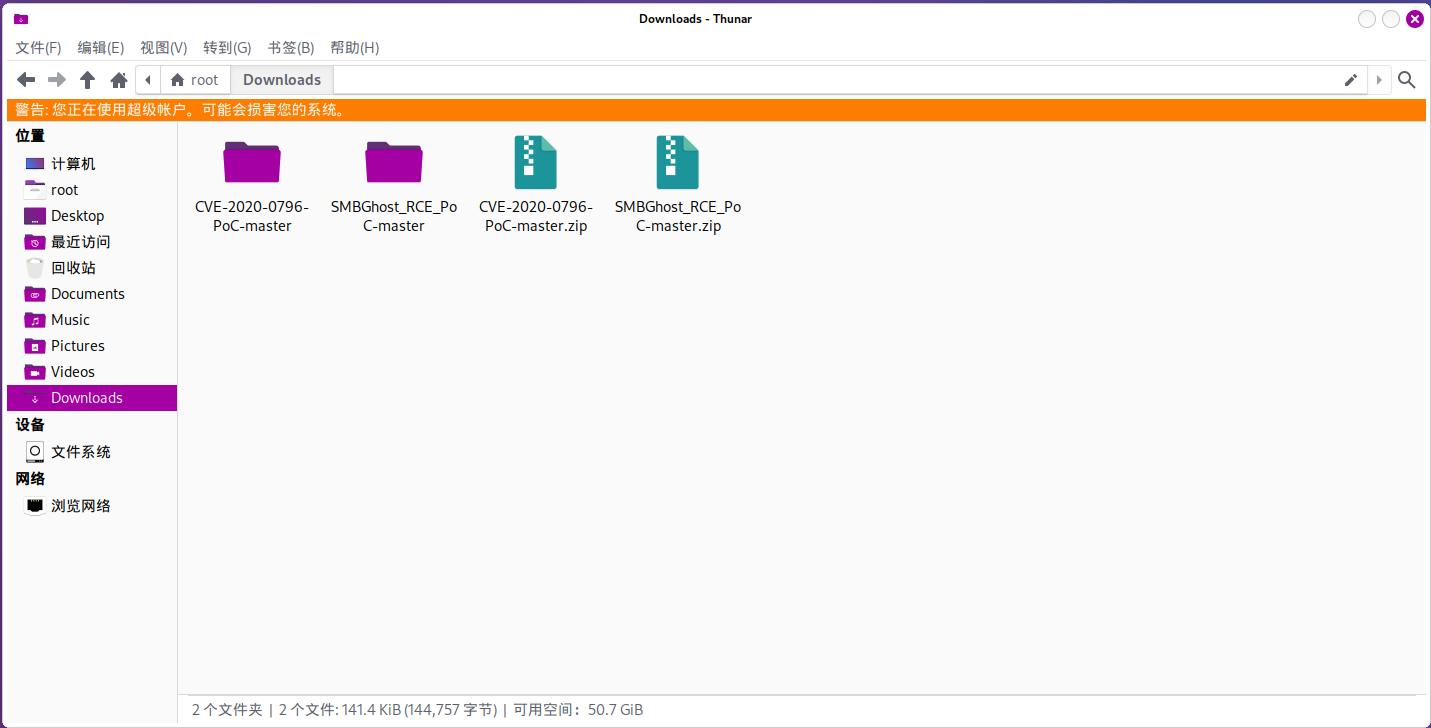 Downloads - Thunar
文件(F) 编辑(E) 视图(V) 转到(G) 书签(B) 帮助(H)
root Downloads
警告: 您正在使用超级帐户。可能会损害您的系统。
位置
计算机
root
Desktop
最近访问
回收站
Documents
Music
Pictures
Videos
Downloads
设备
文件系统
网络
浏览网络
CVE-2020-0796-
PoC-master
SMBGhost_RCE_Po
C-master
CVE-2020-0796-
PoC-master.zip
SMBGhost_RCE_Po
C-master.zip
2 个文件夹 | 2 个文件: 141.4 KiB (144,757 字节) | 可用空间: 50.7 GiB